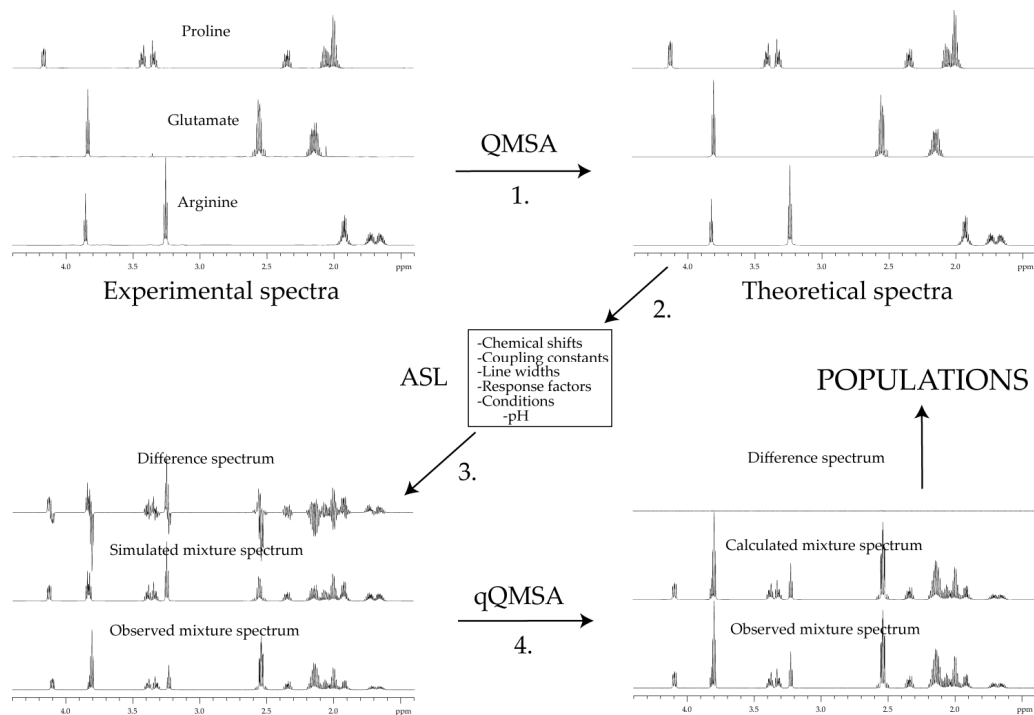 Proline
Glutamate
Arginine
4.0 3.5 3.0 2.5 2.0 ppm
Experimental spectra
QMSA
1.
4.0 3.5 3.0 2.5 2.0 ppm
Theoretical spectra
2.
ASL
-Chemical shifts
-Coupling constants
-Line widths
-Response factors
-Conditions
-pH
3.
POPULATIONS
Difference spectrum
Simulated mixture spectrum
Observed mixture spectrum
4.0 3.5 3.0 2.5 2.0 ppm
qQMSA
4.
Difference spectrum
Calculated mixture spectrum
Observed mixture spectrum
4.0 3.5 3.0 2.5 2.0 ppm